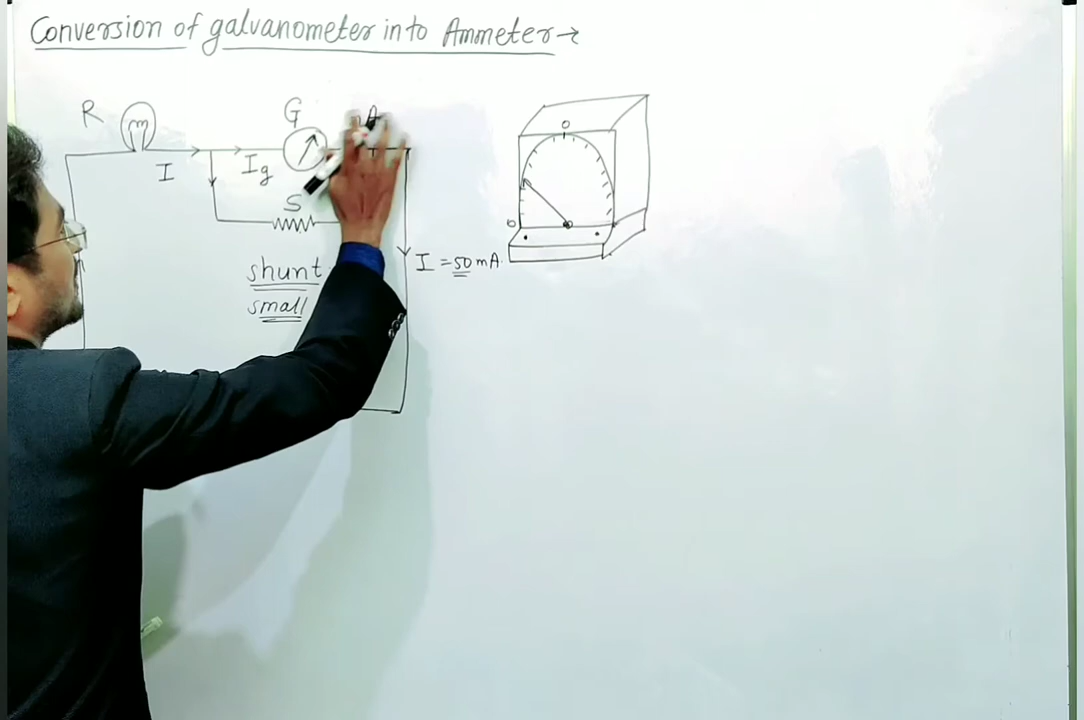 Conversion of galvanometer into Ammeter→
R
G
A
I
Ig
S
shunt
small
I = 50 mA.
0
0